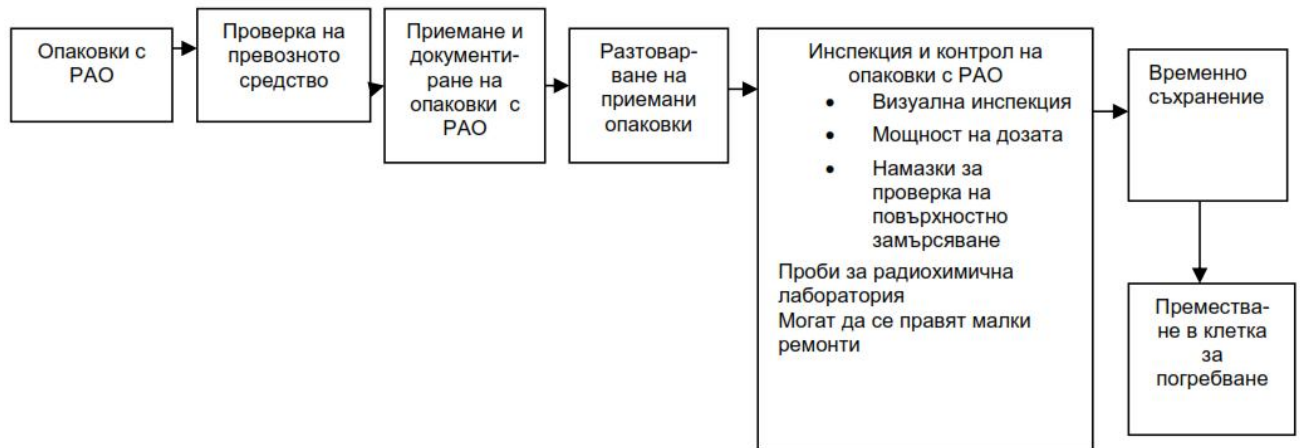 Опаковки с
РАО
Проверка на
превозното
средство
Приемане и
документи-
ране на
опаковки с
РАО
Разтовар-
ване на
приемани
опаковки
Инспекция и контрол на
опаковки с РАО
• Визуална инспекция
• Мощност на дозата
• Намазки за
проверка на
повърхностно
замърсяване
Проби за радиохимична
лаборатория
Могат да се правят малки
ремонти
Временно
съхранение
Премества-
не в клетка
за
погребване